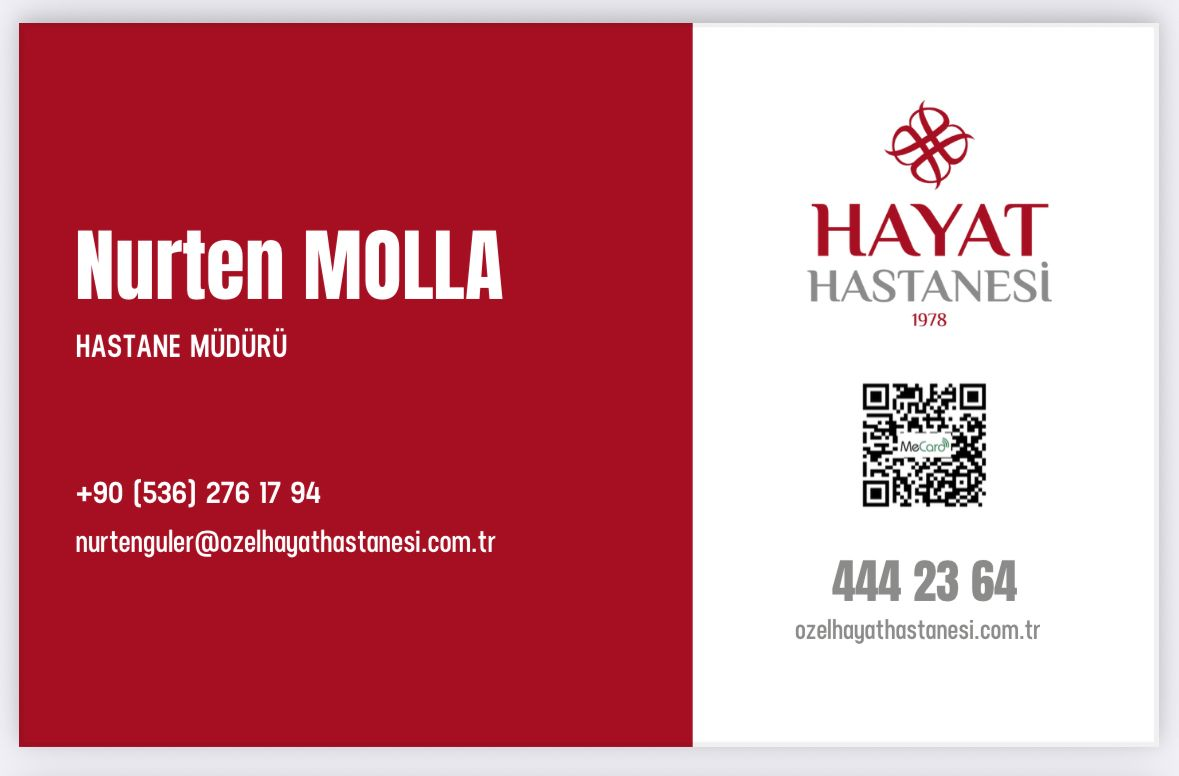 Nurten MOLLA
HASTANE MÜDÜRÜ
+90 (536) 276 17 94
nurtenguler@ozelhayathastanesi.com.tr
HAYAT
HASTANESİ
1978
MeCard
444 23 64
ozelhayathastanesi.com.tr